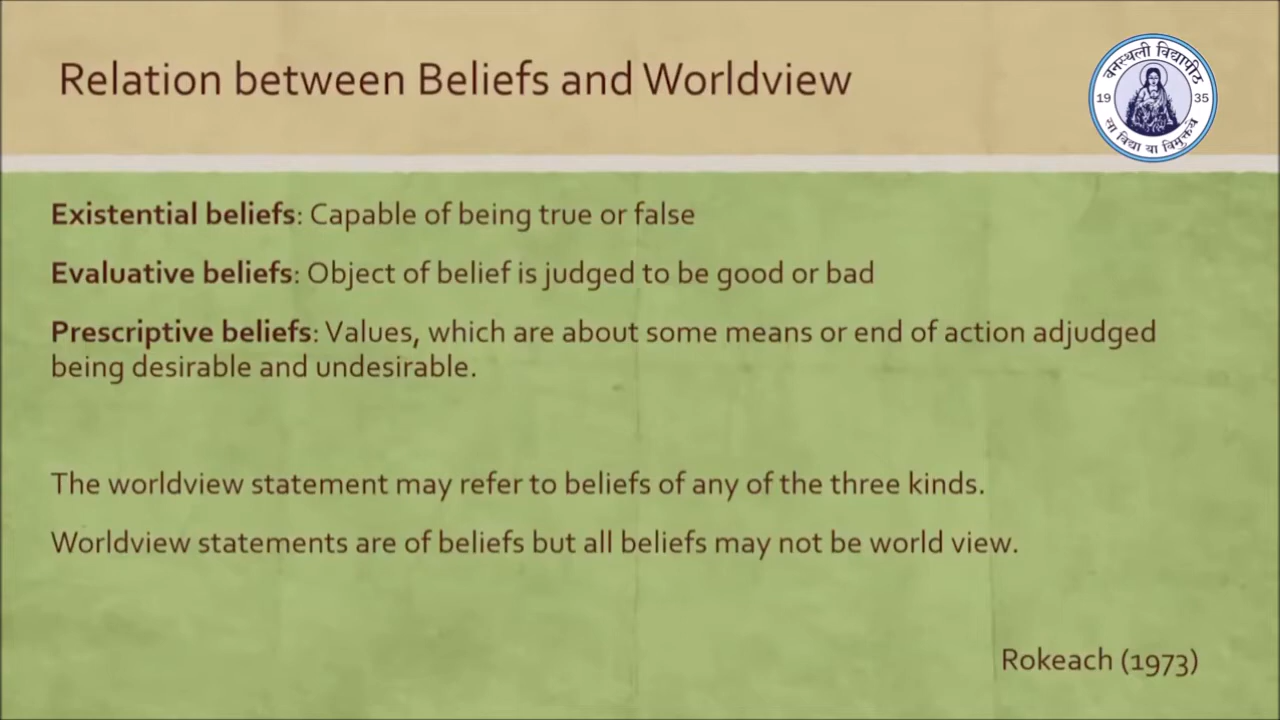 Relation between Beliefs and Worldview
वनस्थली विद्यापीठ
19 35
सा विद्या या विमुक्तये
Existential beliefs: Capable of being true or false
Evaluative beliefs: Object of belief is judged to be good or bad
Prescriptive beliefs: Values, which are about some means or end of action adjudged
being desirable and undesirable.
The worldview statement may refer to beliefs of any of the three kinds.
Worldview statements are of beliefs but all beliefs may not be world view.
Rokeach (1973)